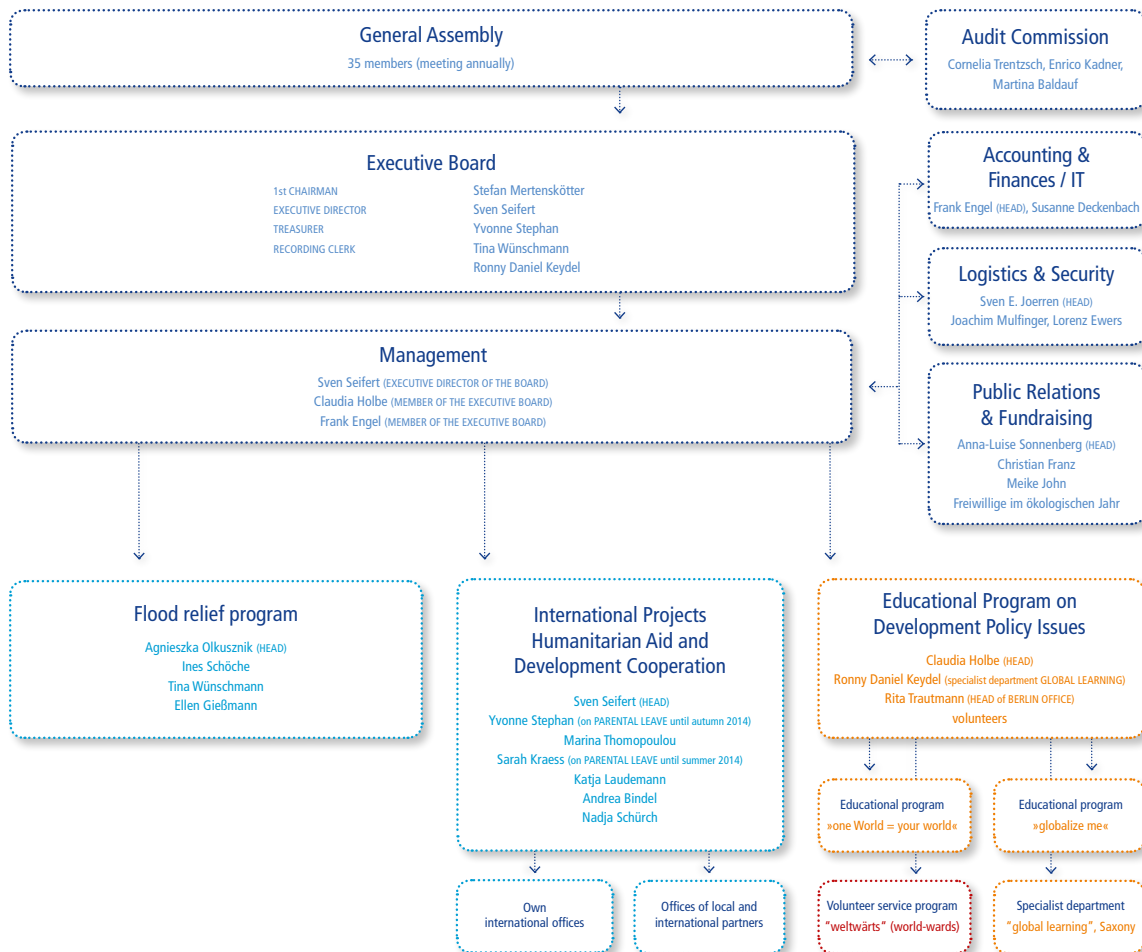 General Assembly
35 members (meeting annually)
Audit Commission
Cornelia Trentzsch, Enrico Kadner,
Martina Baldauf
Executive Board
1st CHAIRMAN Stefan Mertenskötter
EXECUTIVE DIRECTOR Sven Seifert
TREASURER Yvonne Stephan
RECORDING CLERK Tina Wünschmann
Ronny Daniel Keydel
Accounting &
Finances / IT
Frank Engel (HEAD), Susanne Deckenbach
Logistics & Security
Sven E. Joerren (HEAD)
Joachim Mulfinger, Lorenz Ewers
Management
Sven Seifert (EXECUTIVE DIRECTOR OF THE BOARD)
Claudia Holbe (MEMBER OF THE EXECUTIVE BOARD)
Frank Engel (MEMBER OF THE EXECUTIVE BOARD)
Public Relations
& Fundraising
Anna-Luise Sonnenberg (HEAD)
Christian Franz
Meike John
Freiwillige im ökologischen Jahr
Flood relief program
Agnieszka Olkusznik (HEAD)
Ines Schöche
Tina Wünschmann
Ellen Gießmann
International Projects
Humanitarian Aid and
Development Cooperation
Sven Seifert (HEAD)
Yvonne Stephan (on PARENTAL LEAVE until autumn 2014)
Marina Thomopoulou
Sarah Kraess (on PARENTAL LEAVE until summer 2014)
Katja Laudemann
Andrea Bindel
Nadja Schürch
Own
international offices
Offices of local and
international partners
Educational Program on
Development Policy Issues
Claudia Holbe (HEAD)
Ronny Daniel Keydel (specialist department GLOBAL LEARNING)
Rita Trautmann (HEAD of BERLIN OFFICE)
volunteers
Educational program
»one World = your world«
Educational program
»globalize me«
Volunteer service program
"weltwärts" (world-wards)
Specialist department
"global learning", Saxony